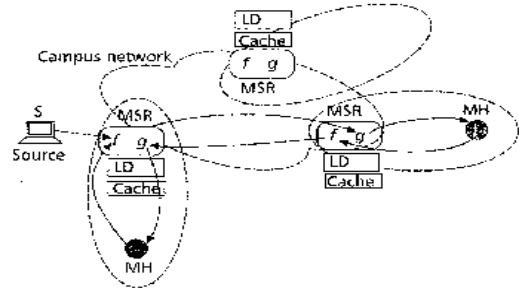 LD
Cache
Campus network
f g
MSR
S
Source
MSR
f g
LD
Cache
MH
MSR
f g
LD
Cache
MH